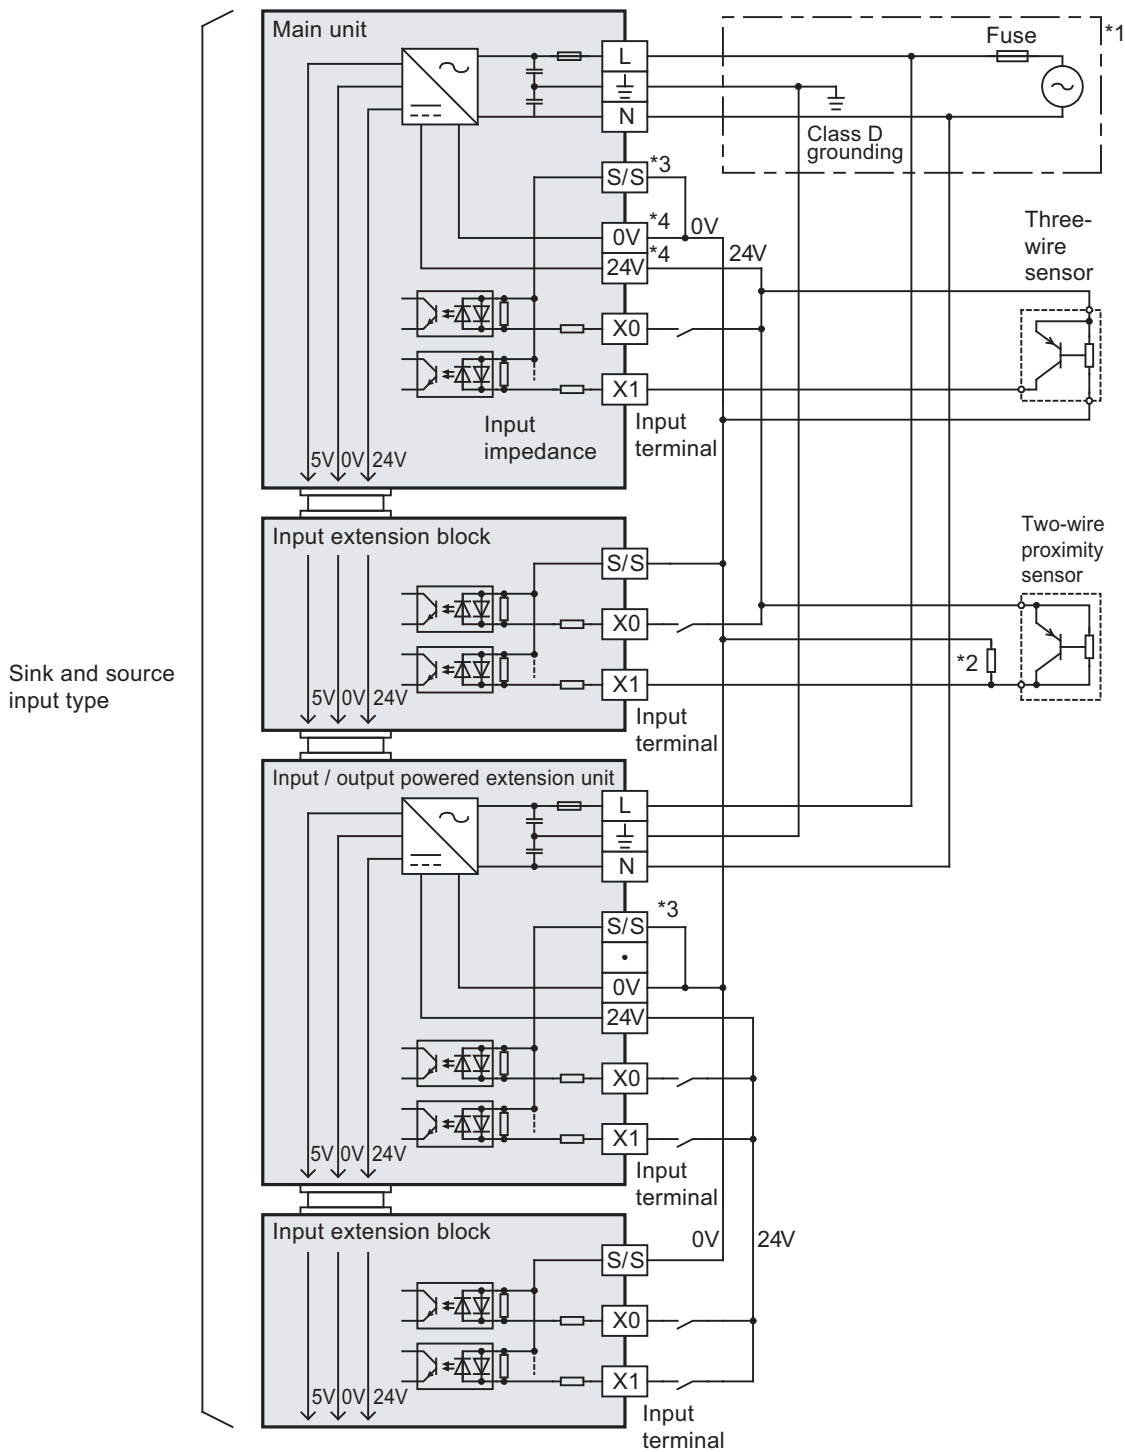 Main unit
L
N
Fuse
*1
Class D
grounding
S/S
*3
0V
*4
0V
24V
*4
24V
Three-
wire
sensor
X0
X1
Input
impedance
Input
terminal
5V
0V
24V
Input extension block
S/S
X0
X1
Two-wire
proximity
sensor
*2
5V
0V
24V
Input
terminal
Sink and source
input type
Input / output powered extension unit
L
N
S/S
*3
•
0V
24V
X0
X1
5V
0V
24V
Input
terminal
Input extension block
S/S
0V
24V
X0
X1
5V
0V
24V
Input
terminal